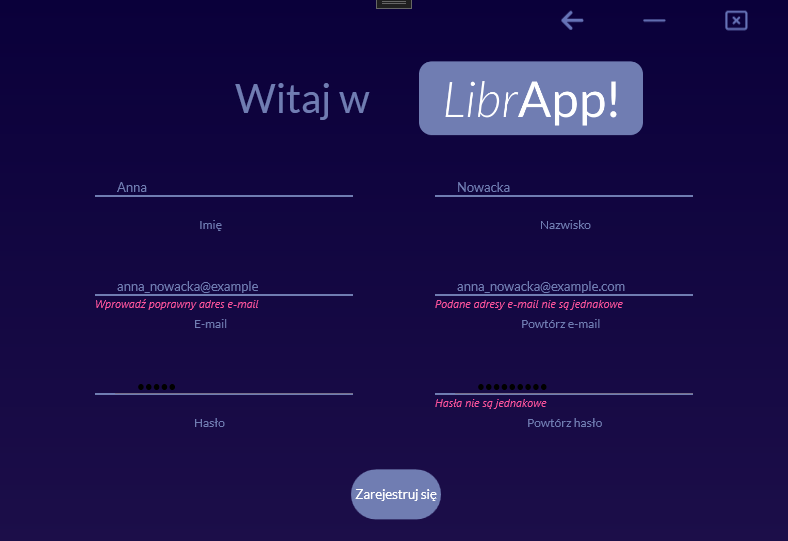 Witaj w LibrApp!
Anna Nowacka
Imię Nazwisko
anna_nowacka@example anna_nowacka@example.com
Wprowadź poprawny adres e-mail Podane adresy e-mail nie są jednakowe
E-mail Powtórz e-mail
●●●●● ●●●●●●●●●
Hasła nie są jednakowe
Hasło Powtórz hasło
Zarejestruj się